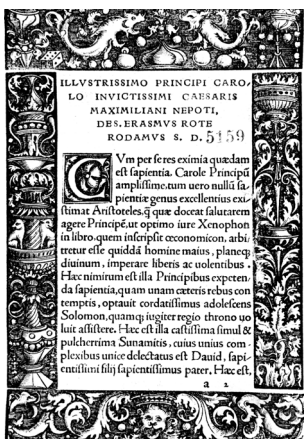 ILLVSTRISSIMO PRINCIPI CARO/
LO INVICTISSIMI CAESARIS
MAXIMILIANI NEPOTI,
DES. ERASMVS ROTE
RODAMVS S. D. 5159
CVm per se res eximia quædam
est sapientia. Carole Principũ
amplissime. tum uero nullũ sa/
pientiæ genus excellentius exi/
stimat Aristoteles. q̃ quæ doceat salutarem
agere Principẽ, ut optimo iure Xenophon
in libro. quem inscripsit œconomicon, arbi/
tretur esse quiddã homine maius, planeq;
diuinum, imperare liberis ac uolentibus.
Hæc nimirum est illa Principibus expeten/
da sapientia, quam unam cæteris rebus con
temptis, optauit cordatissimus adolescens
Solomon, quamq; iugiter regio throno uo
luit assistere. Hæc est illa castissima simul &
pulcherrima Sunamitis, cuius unius com/
plexibus unice delectatus est Dauid, sapi/
entissimi filij sapientissimus pater, Hæc est,
a 2